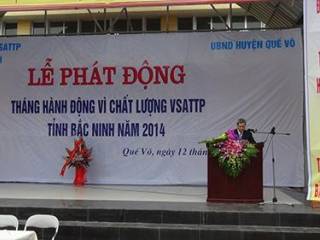 VSATTP
UBND HUYỆN QUẾ VÕ
LỄ PHÁT ĐỘNG
THÁNG HÀNH ĐỘNG VÌ CHẤT LƯỢNG VSATTP
TỈNH BẮC NINH NĂM 2014
Quế Võ, ngày 12 thán